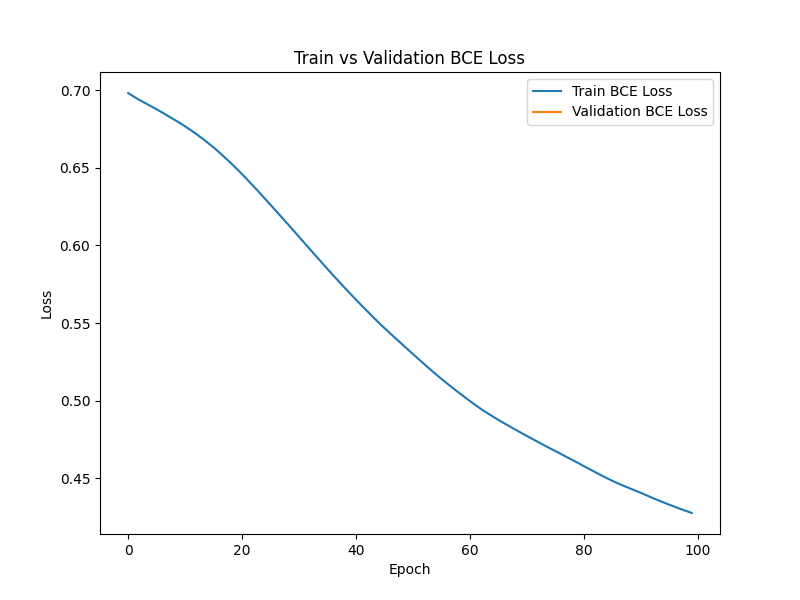 Train vs Validation BCE Loss
Train BCE Loss
Validation BCE Loss
0.70
0.65
0.60
0.55
0.50
0.45
Loss
0 20 40 60 80 100
Epoch